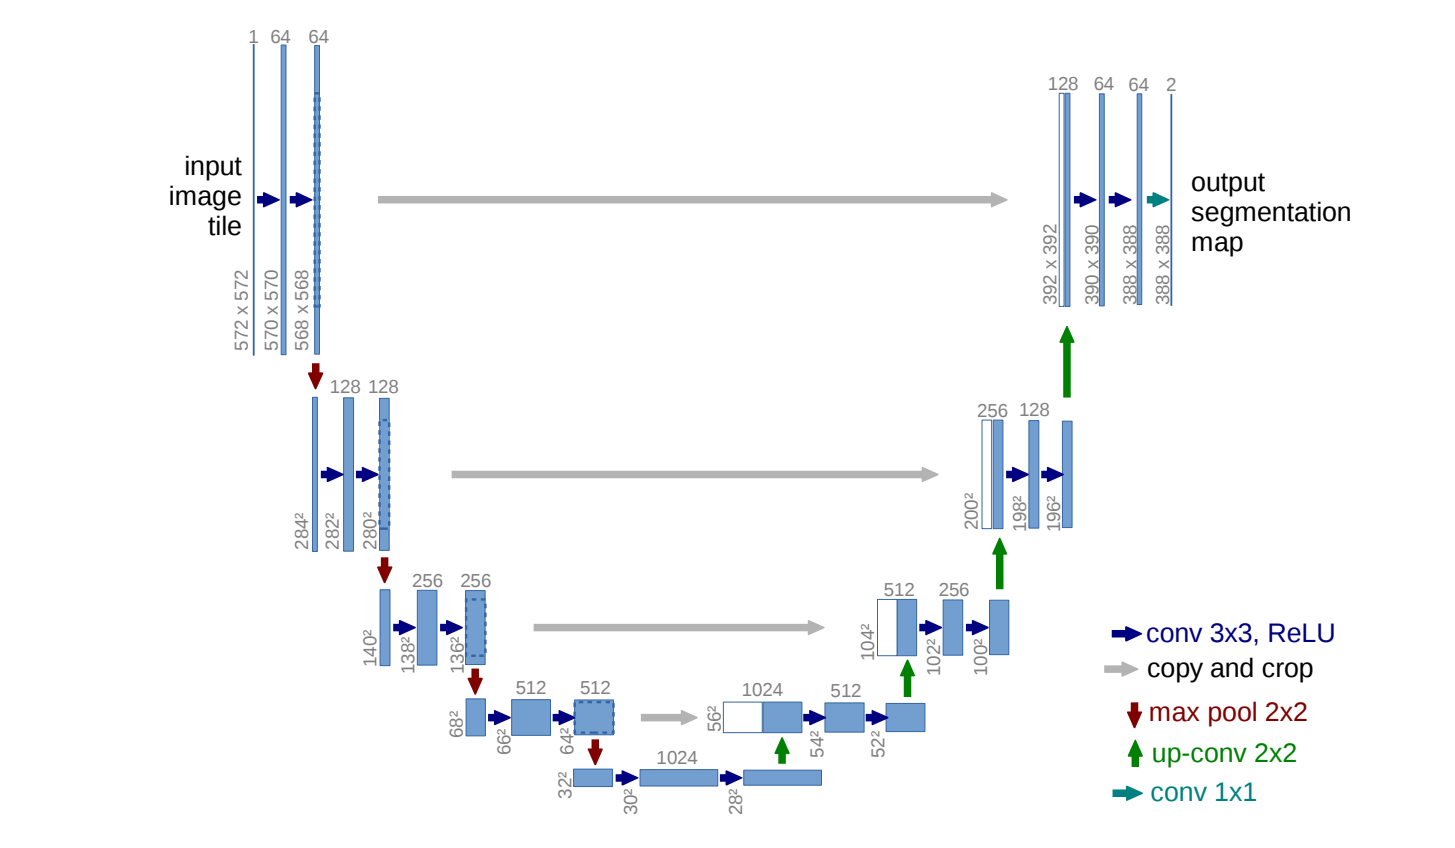 1 64 64
input
image
tile
572 x 572
570 x 570
568 x 568
128 64 64 2
output
segmentation
map
392 x 392
390 x 390
388 x 388
388 x 388
128 128
284²
282²
280²
256 128
200²
198²
196²
256 256
140²
138²
136²
512 256
104²
102²
100²
512 512
68²
66²
64²
1024 512
56²
54²
52²
1024
32²
30²
28²
conv 3x3, ReLU
copy and crop
max pool 2x2
up-conv 2x2
conv 1x1